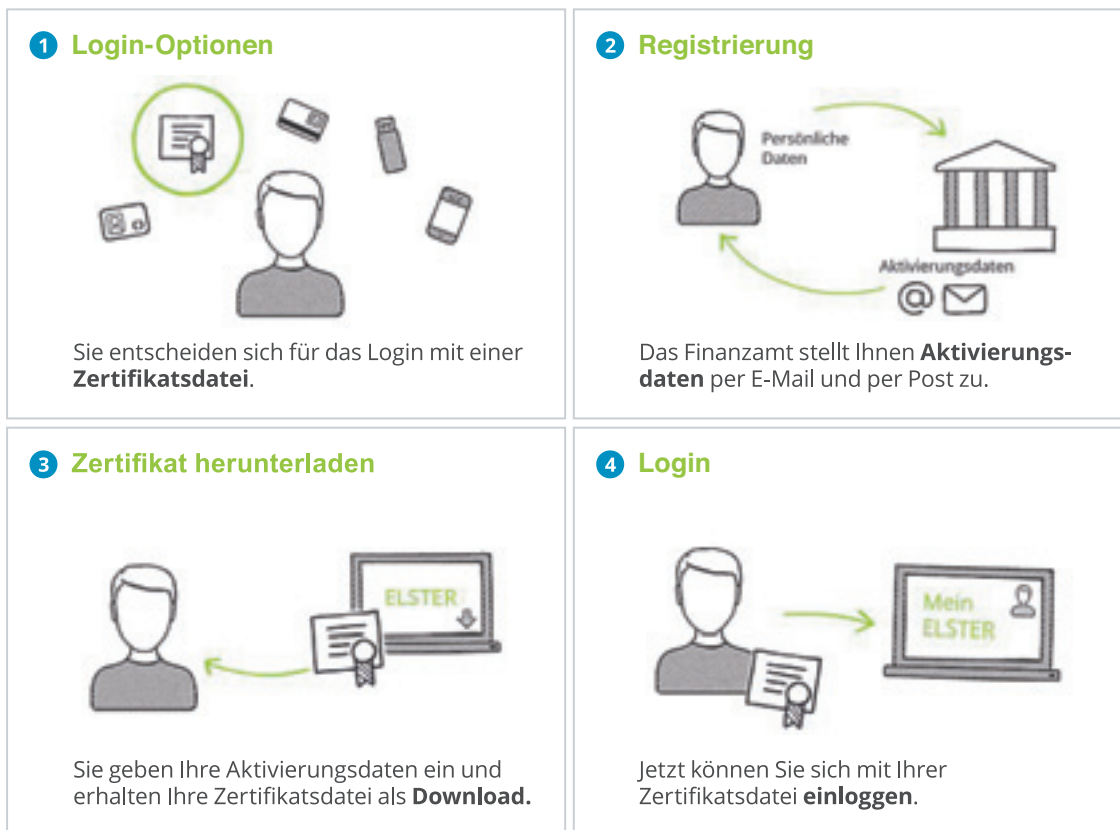 1 Login-Optionen
Sie entscheiden sich für das Login mit einer
Zertifikatsdatei.
2 Registrierung
Persönliche
Daten
Aktivierungsdaten
@
Das Finanzamt stellt Ihnen Aktivierungs-
daten per E-Mail und per Post zu.
3 Zertifikat herunterladen
ELSTER
Sie geben Ihre Aktivierungsdaten ein und
erhalten Ihre Zertifikatsdatei als Download.
4 Login
Mein
ELSTER
Jetzt können Sie sich mit Ihrer
Zertifikatsdatei einloggen.